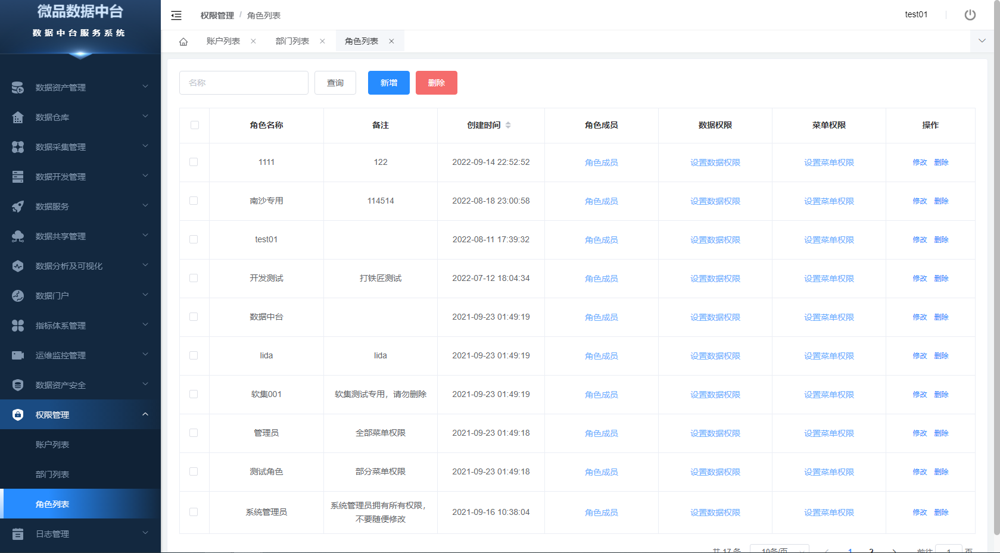 微品数据中台
数据中台服务系统
数据资产管理
数据仓库
数据采集管理
数据开发管理
数据服务
数据共享管理
数据分析及可视化
数据门户
指标体系管理
运维监控管理
数据资产安全
权限管理
账户列表
部门列表
角色列表
日志管理
权限管理 / 角色列表
test01
账户列表 × 部门列表 × 角色列表 ×
名称 查询 新增 删除
角色名称 备注 创建时间 角色成员 数据权限 菜单权限 操作
1111 122 2022-09-14 22:52:52 角色成员 设置数据权限 设置菜单权限 修改 删除
南沙专用 114514 2022-08-18 23:00:58 角色成员 设置数据权限 设置菜单权限 修改 删除
test01 2022-08-11 17:39:32 角色成员 设置数据权限 设置菜单权限 修改 删除
开发测试 打铁匠测试 2022-07-12 18:04:34 角色成员 设置数据权限 设置菜单权限 修改 删除
数据中台 2021-09-23 01:49:19 角色成员 设置数据权限 设置菜单权限 修改 删除
lida lida 2021-09-23 01:49:19 角色成员 设置数据权限 设置菜单权限 修改 删除
软集001 软集测试专用，请勿删除 2021-09-23 01:49:19 角色成员 设置数据权限 设置菜单权限 修改 删除
管理员 全部菜单权限 2021-09-23 01:49:18 角色成员 设置数据权限 设置菜单权限 修改 删除
测试角色 部分菜单权限 2021-09-23 01:49:18 角色成员 设置数据权限 设置菜单权限 修改 删除
系统管理员 系统管理员拥有所有权限，
不要随便修改 2021-09-16 10:38:04 角色成员 设置数据权限 设置菜单权限 修改 删除
共 17 条 10条/页 1 2 前往 1 页